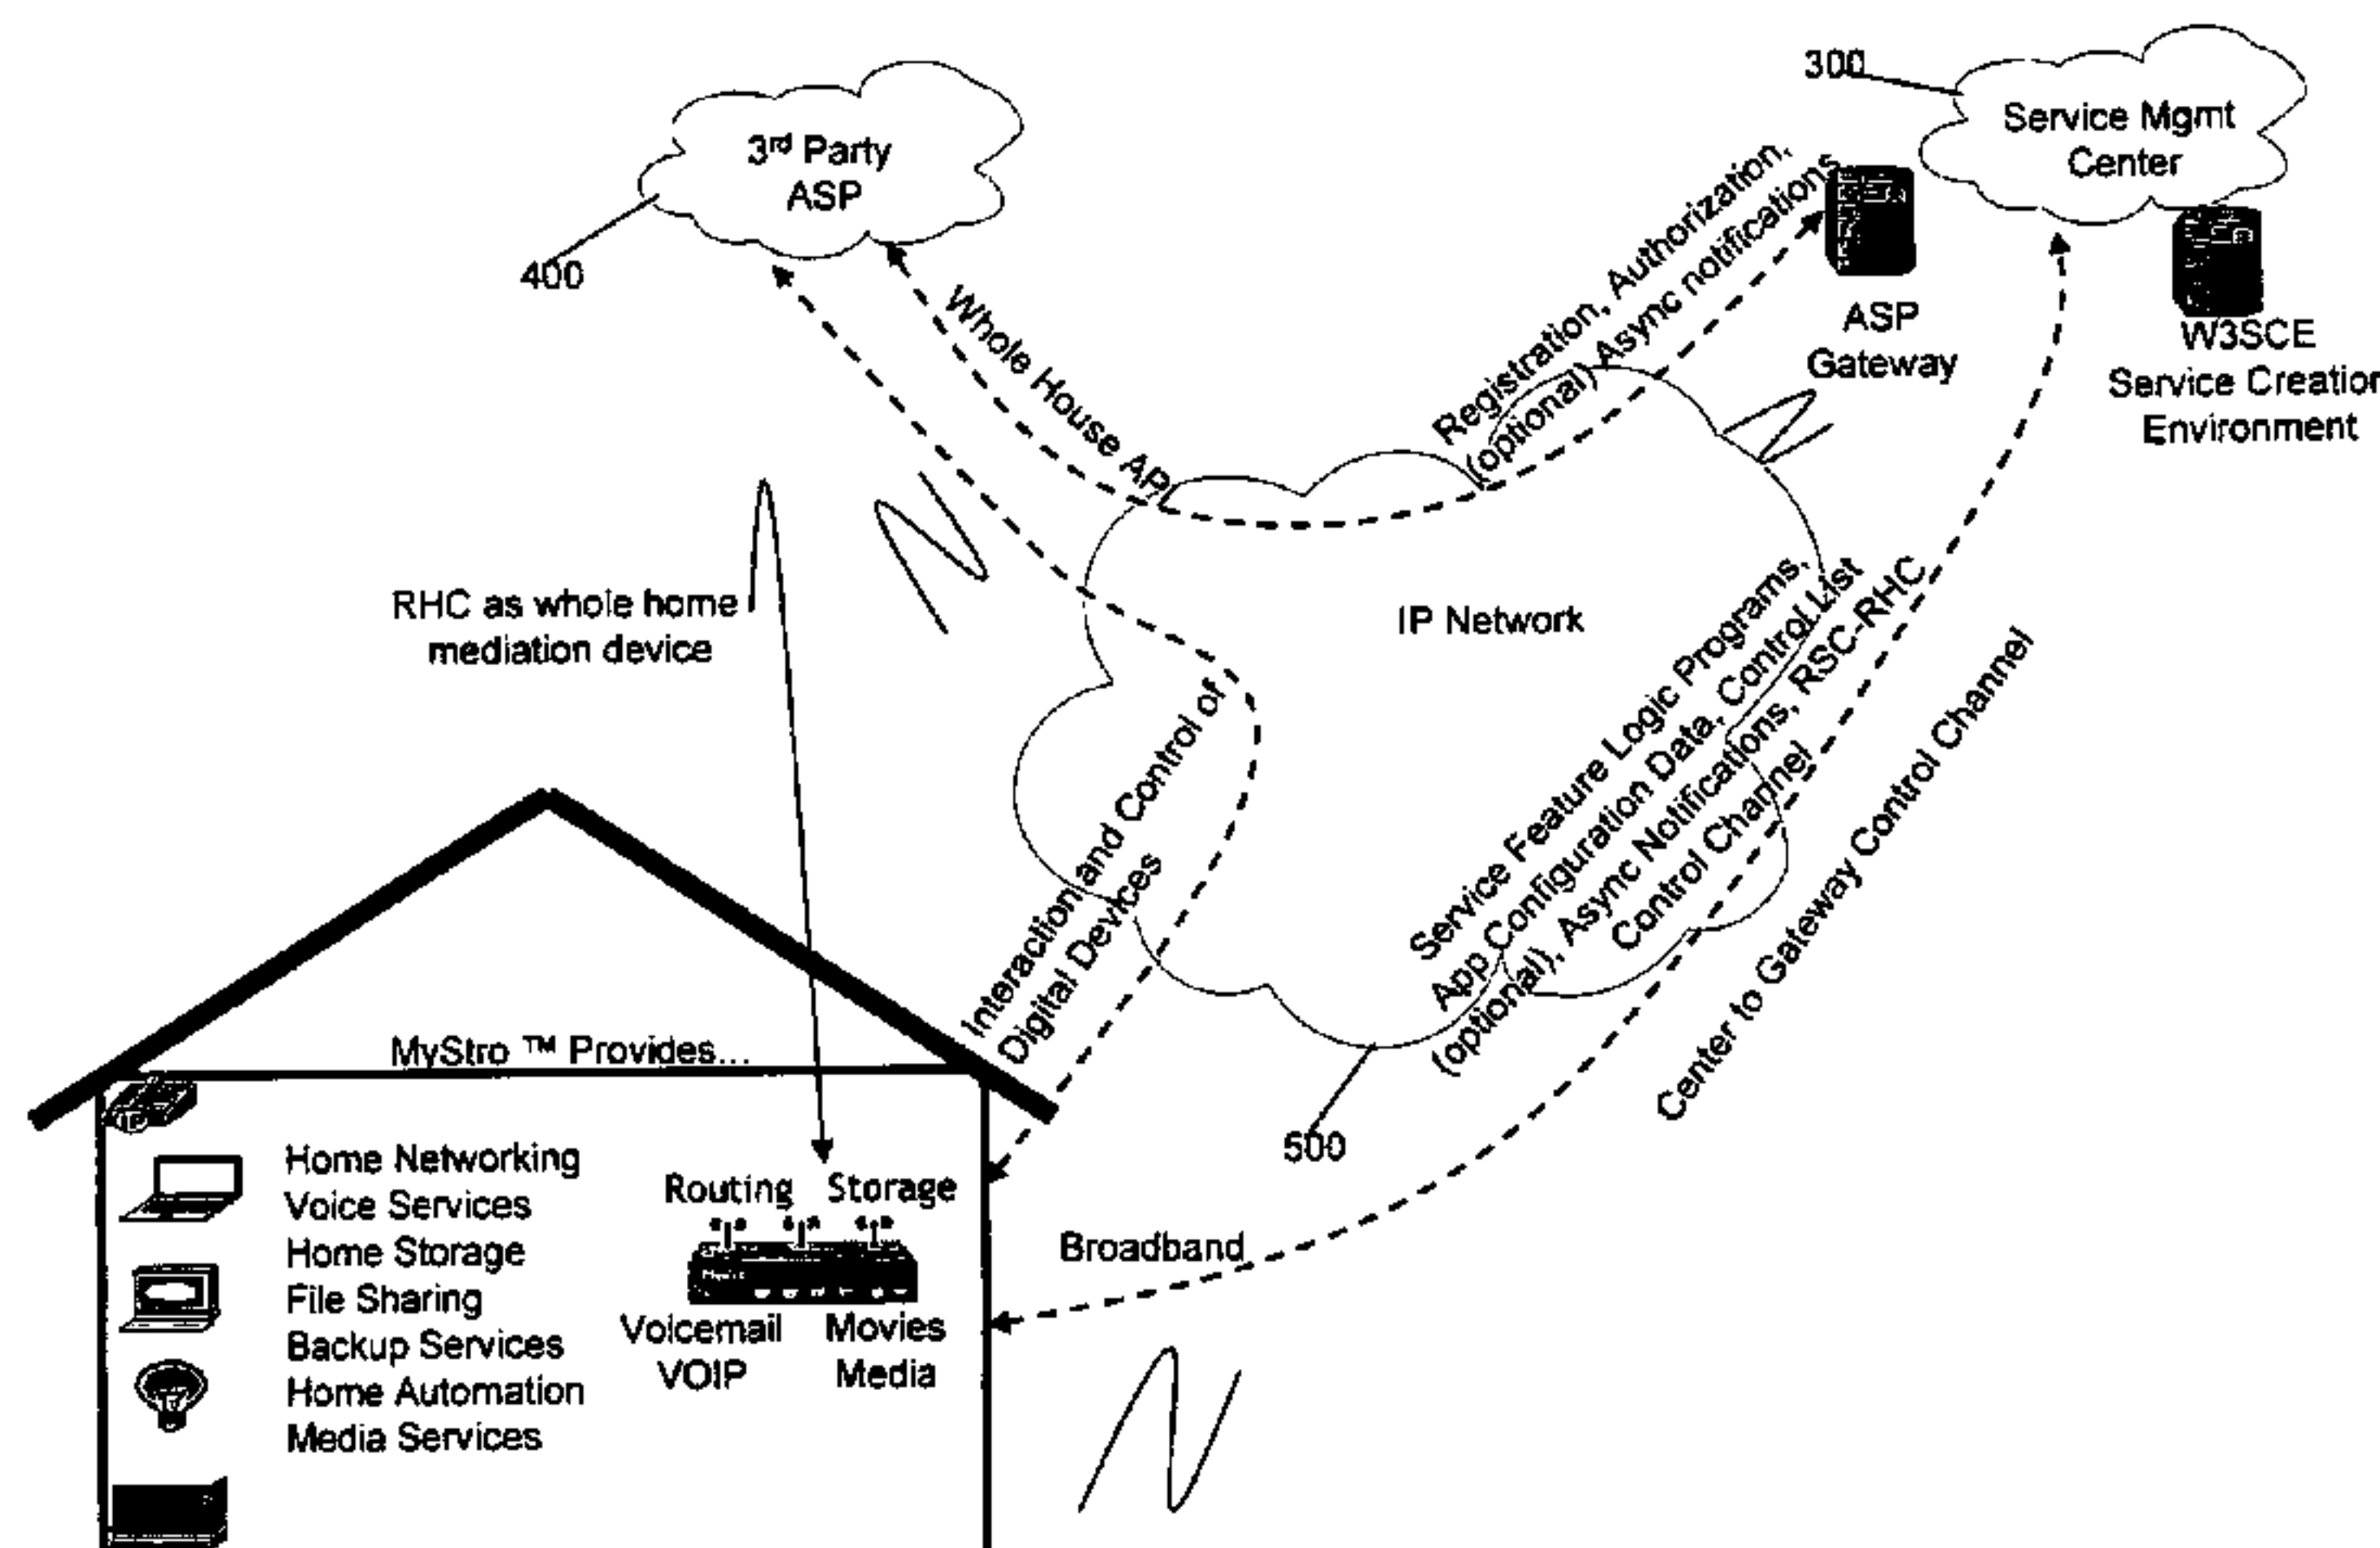 300
Service Mgmt
Center
3rd Party
ASP
400
Registration, Authorization,
(optional) Async notifications
ASP
Gateway
W3SCE
Service Creation
Environment
Whole House AP
RHC as whole home
mediation device
IP Network
Service Feature Logic Programs,
App Configuration Data, Control List
(optional), Async Notifications, RSC-RHC
Control Channel
Center to Gateway Control Channel
Interaction and Control of
Digital Devices
500
MyStro ™ Provides...
IP
Home Networking
Voice Services
Home Storage
File Sharing
Backup Services
Home Automation
Media Services
Routing Storage
Voicemail Movies
VOIP Media
Broadband